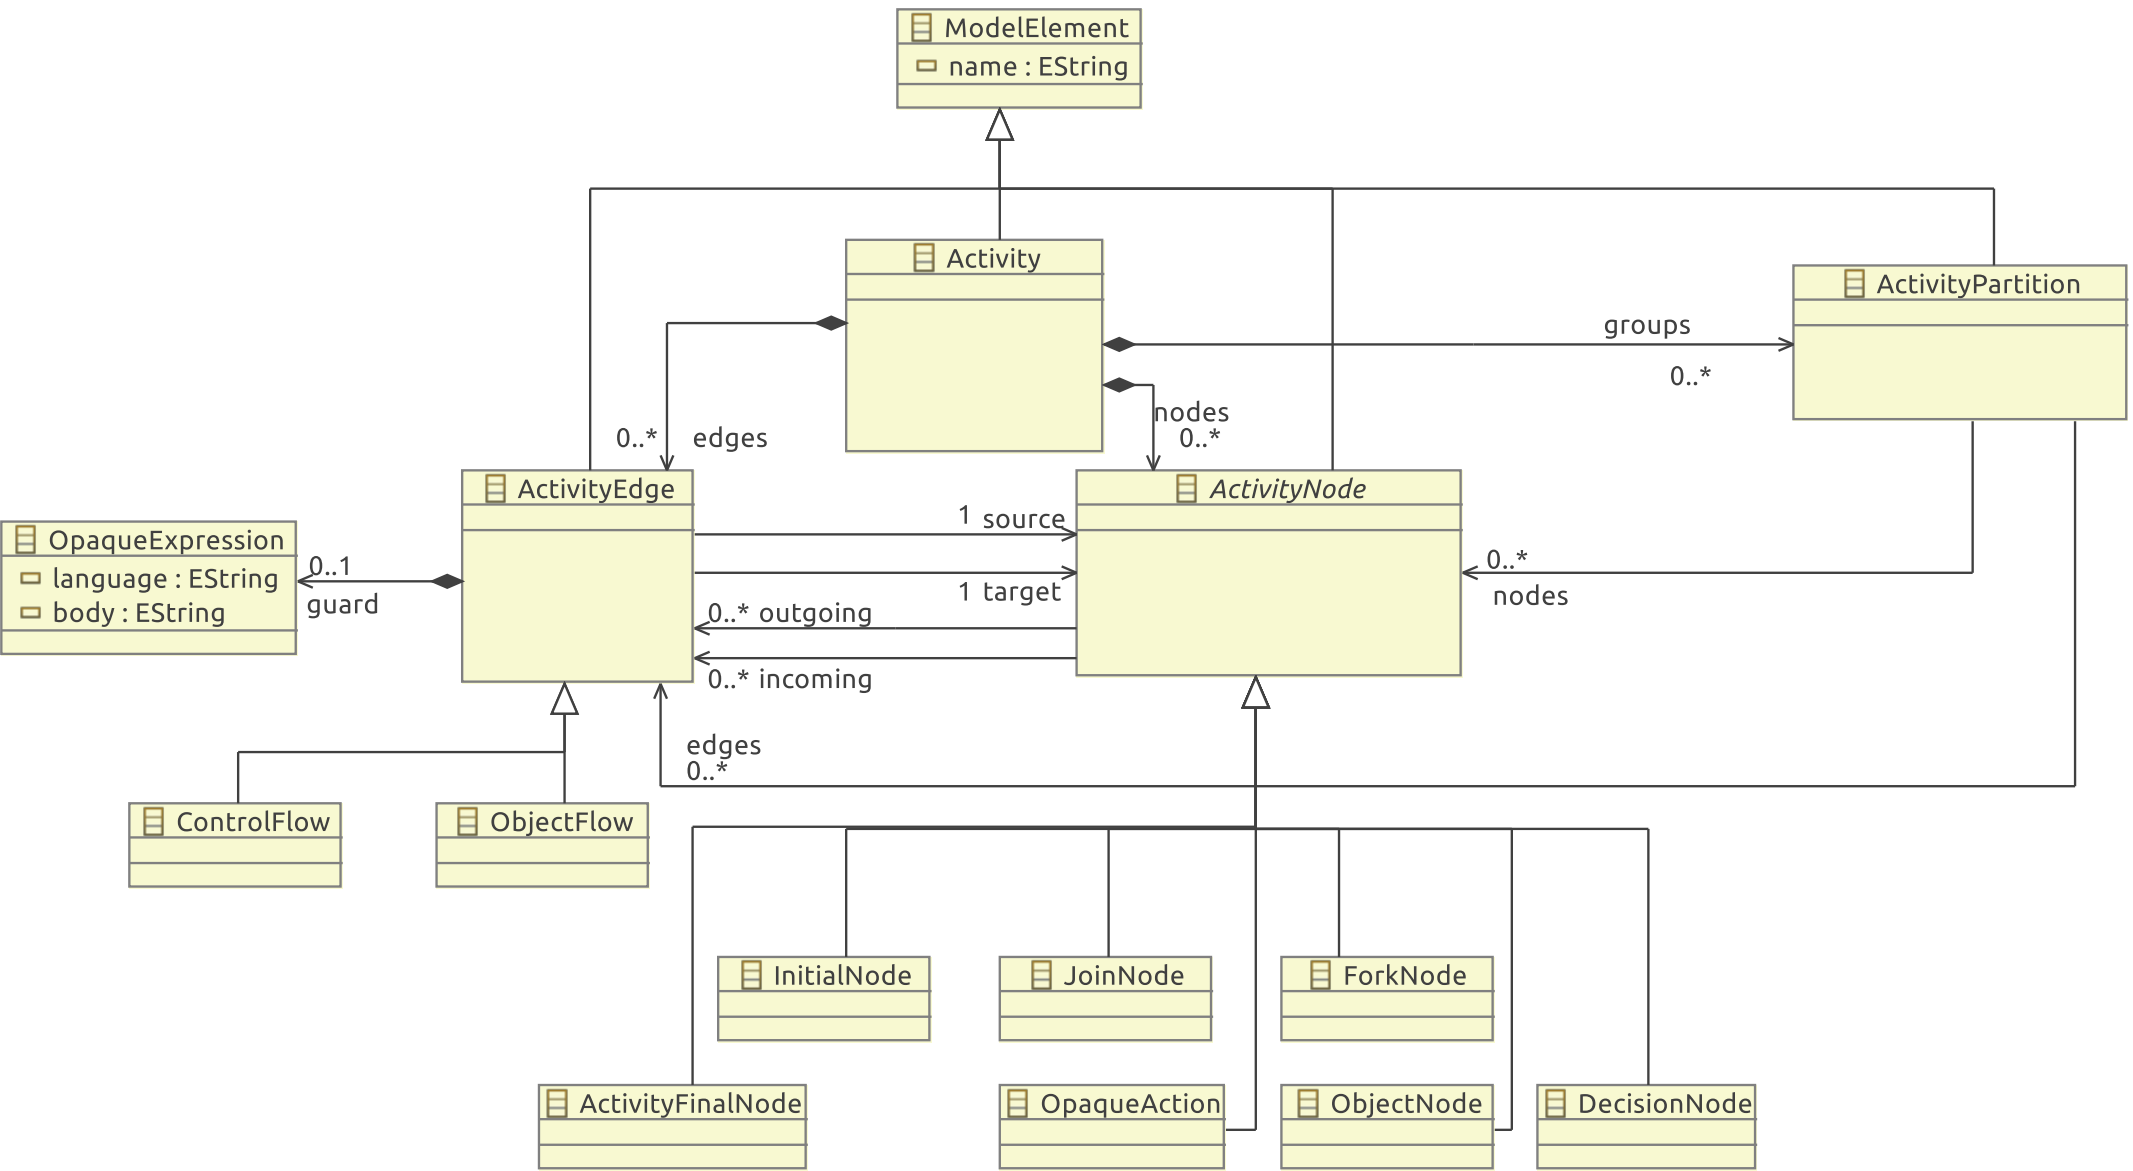 ModelElement
name : EString
Activity
ActivityPartition
groups
0..*
nodes
0..*
0..* edges
ActivityEdge
ActivityNode
1 source
OpaqueExpression
language : EString
body : EString
0..1
guard
0..*
nodes
1 target
0..* outgoing
0..* incoming
edges
0..*
ControlFlow
ObjectFlow
InitialNode
JoinNode
ForkNode
ActivityFinalNode
OpaqueAction
ObjectNode
DecisionNode